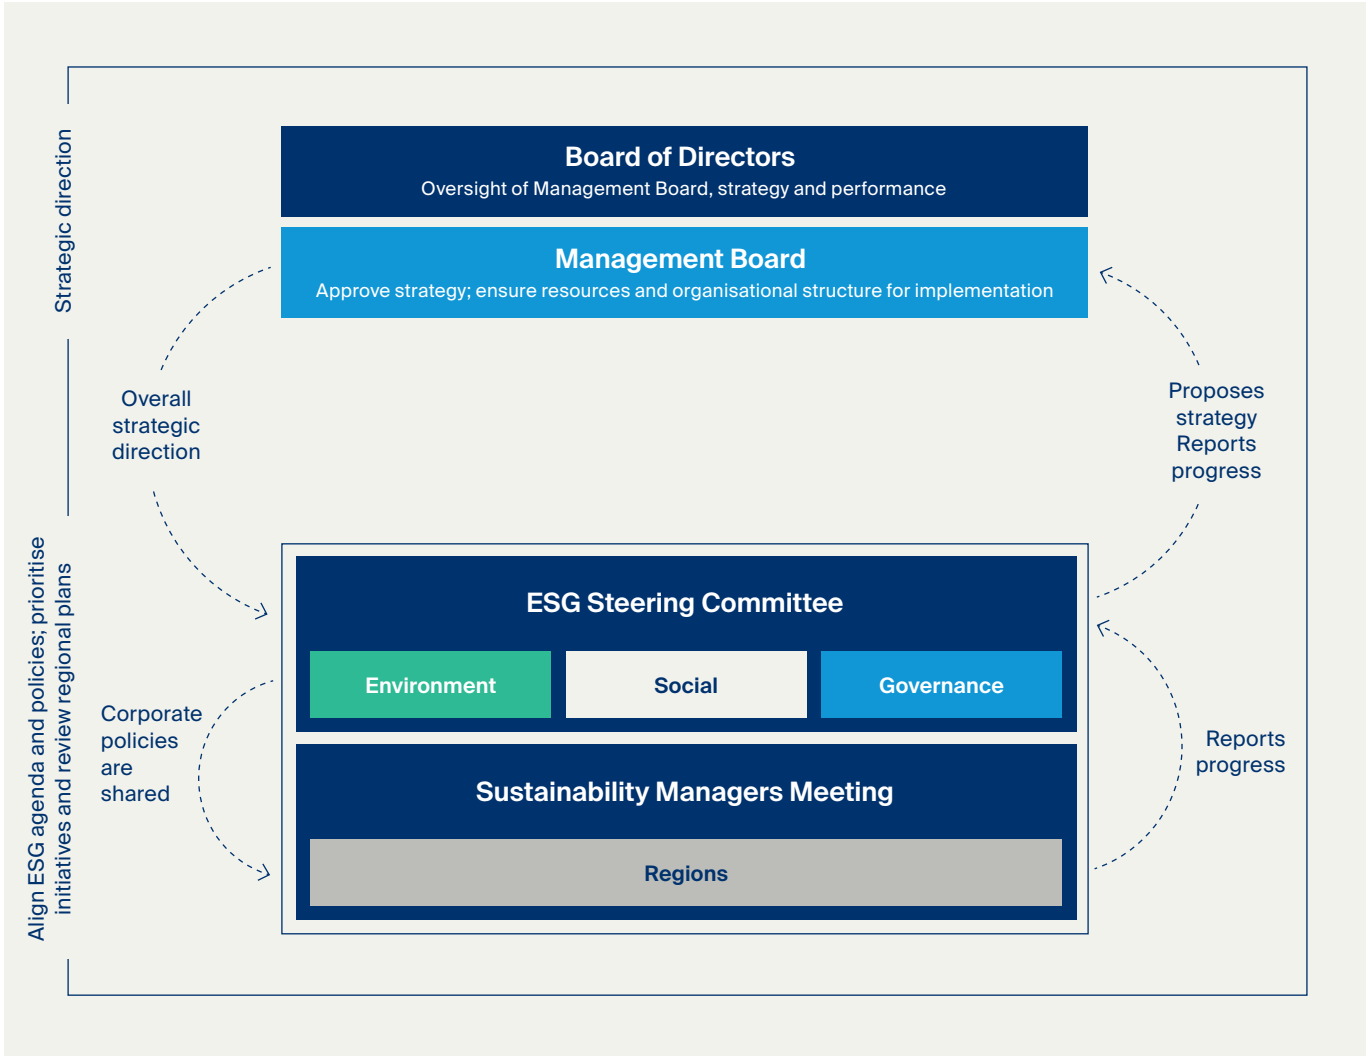 Strategic direction
Board of Directors
Oversight of Management Board, strategy and performance
Management Board
Approve strategy; ensure resources and organisational structure for implementation
Overall
strategic
direction
Proposes
strategy
Reports
progress
Align ESG agenda and policies; prioritise
initiatives and review regional plans
ESG Steering Committee
Environment
Social
Governance
Corporate
policies
are
shared
Reports
progress
Sustainability Managers Meeting
Regions